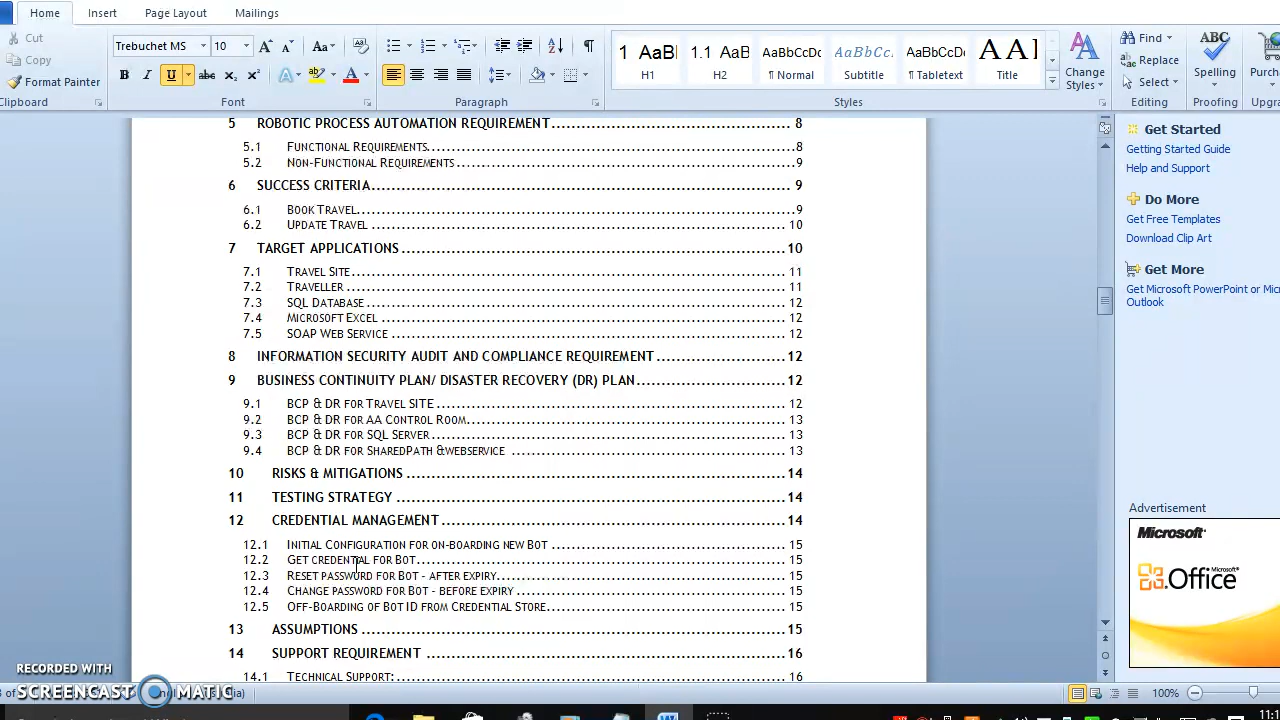 Home Insert Page Layout Mailings
Cut
Copy
Format Painter
Clipboard
Trebuchet MS 10
Aa
B I U abc x₂ x²
A
Font
Paragraph
1 AaBl 1.1 AaB AaBbCcDc AaBbCc. AaBbCcDc AA
H1 H2 ¶ Normal Subtitle ¶ Tabletext Title
Styles
Change Styles
Find
Replace
Select
Editing
ABC
Spelling
Proofing
5 ROBOTIC PROCESS AUTOMATION REQUIREMENT 8
5.1 FUNCTIONAL REQUIREMENTS 8
5.2 NON-FUNCTIONAL REQUIREMENTS 9
6 SUCCESS CRITERIA 9
6.1 BOOK TRAVEL 9
6.2 UPDATE TRAVEL 10
7 TARGET APPLICATIONS 10
7.1 TRAVEL SITE 11
7.2 TRAVELLER 11
7.3 SQL DATABASE 12
7.4 MICROSOFT EXCEL 12
7.5 SOAP WEB SERVICE 12
8 INFORMATION SECURITY AUDIT AND COMPLIANCE REQUIREMENT 12
9 BUSINESS CONTINUITY PLAN/ DISASTER RECOVERY (DR) PLAN 12
9.1 BCP & DR FOR TRAVEL SITE 12
9.2 BCP & DR FOR AA CONTROL ROOM 13
9.3 BCP & DR FOR SQL SERVER 13
9.4 BCP & DR FOR SHAREDPATH &WEBSERVICE 13
10 RISKS & MITIGATIONS 14
11 TESTING STRATEGY 14
12 CREDENTIAL MANAGEMENT 14
12.1 INITIAL CONFIGURATION FOR ON-BOARDING NEW BOT 15
12.2 GET CREDENTIAL FOR BOT 15
12.3 RESET PASSWORD FOR BOT - AFTER EXPIRY 15
12.4 CHANGE PASSWORD FOR BOT - BEFORE EXPIRY 15
12.5 OFF-BOARDING OF BOT ID FROM CREDENTIAL STORE 15
13 ASSUMPTIONS 15
14 SUPPORT REQUIREMENT 16
14.1 TECHNICAL SUPPORT: 16
Get Started
Getting Started Guide
Help and Support
Do More
Get Free Templates
Download Clip Art
Get More
Get Microsoft PowerPoint or
Outlook
Advertisement
Microsoft
Office
RECORDED WITH
SCREENCAST MATIC
100%